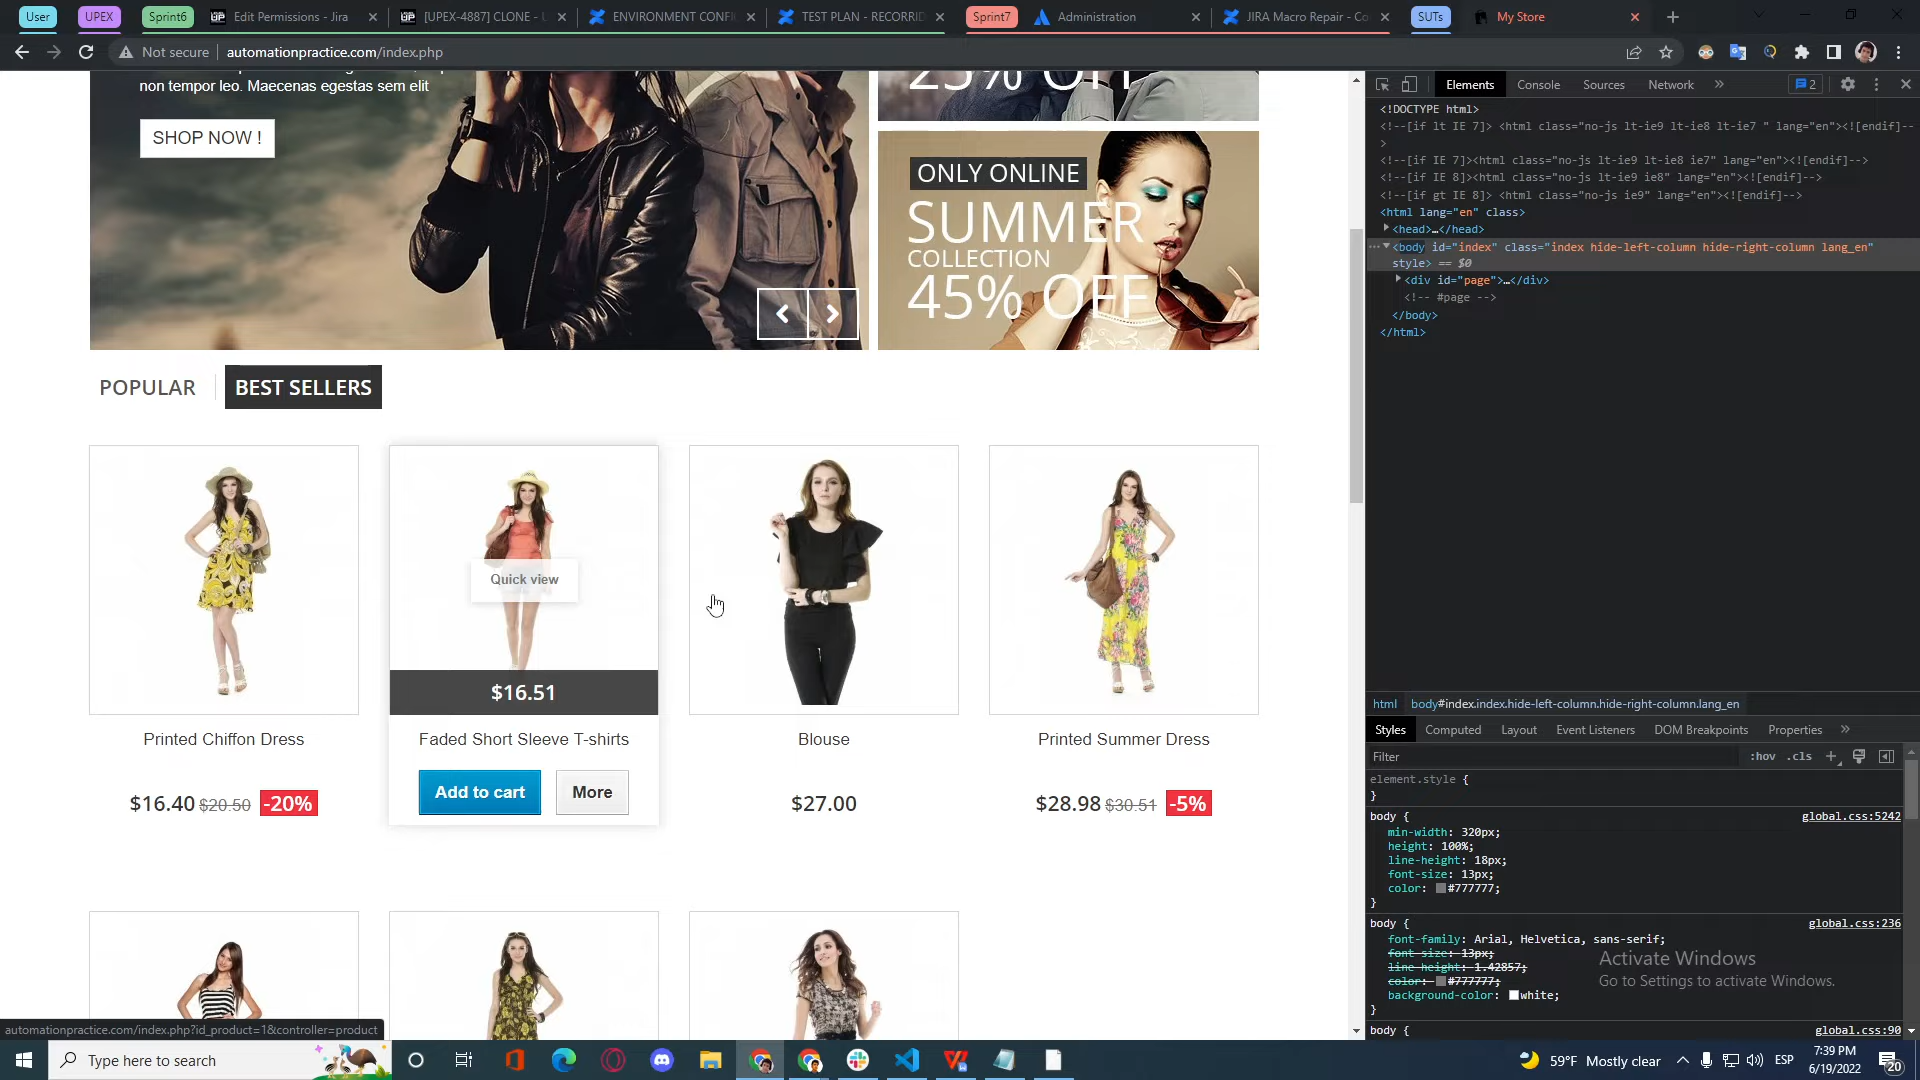 User
UPEX
Sprint6
Edit Permissions - Jira
[UPEX-4887] CLONE - U
ENVIRONMENT CONFI
TEST PLAN - RECORRID
Sprint7
Administration
JIRA Macro Repair - Co
SUTs
My Store
Not secure
automationpractice.com/index.php
non tempor leo. Maecenas egestas sem elit
SHOP NOW !
25% OFF
ONLY ONLINE
SUMMER
COLLECTION
45% OFF
POPULAR
BEST SELLERS
Quick view
$16.51
Printed Chiffon Dress
Faded Short Sleeve T-shirts
Blouse
Printed Summer Dress
$16.40 $20.50 -20%
Add to cart
More
$27.00
$28.98 $30.51 -5%
automationpractice.com/index.php?id_product=1&controller=product
Elements
Console
Sources
Network
2
<!DOCTYPE html>
<!--[if lt IE 7]> <html class="no-js lt-ie9 lt-ie8 lt-ie7 " lang="en"><![endif]--
>
<!--[if IE 7]><html class="no-js lt-ie9 lt-ie8 ie7" lang="en"><![endif]-->
<!--[if IE 8]><html class="no-js lt-ie9 ie8" lang="en"><![endif]-->
<!--[if gt IE 8]> <html class="no-js ie9" lang="en"><![endif]-->
<html lang="en" class>
<head>…</head>
<body id="index" class="index hide-left-column hide-right-column lang_en"
style> == $0
<div id="page">…</div>
<!-- #page -->
</body>
</html>
html
body#index.index.hide-left-column.hide-right-column.lang_en
Styles
Computed
Layout
Event Listeners
DOM Breakpoints
Properties
Filter
:hov
.cls
element.style {
}
body {
global.css:5242
min-width: 320px;
height: 100%;
line-height: 18px;
font-size: 13px;
color: #777777;
}
body {
global.css:236
font-family: Arial, Helvetica, sans-serif;
font-size: 13px;
line-height: 1.42857;
color: #777777;
background-color: white;
}
body {
global.css:90
Activate Windows
Go to Settings to activate Windows.
Type here to search
59°F Mostly clear
ESP
7:39 PM
6/19/2022
20